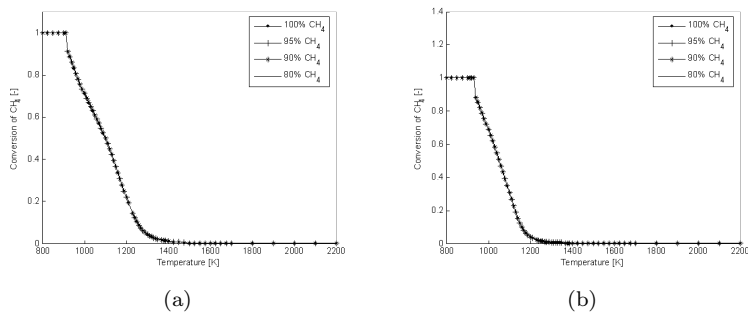 1
0.8
0.6
0.4
0.2
0
800 1000 1200 1400 1600 1800 2000 2200
Temperature [K]
Conversion of CH4 [-]
100% CH4
95% CH4
90% CH4
80% CH4
(a)
1.4
1.2
1
0.8
0.6
0.4
0.2
0
800 1000 1200 1400 1600 1800 2000 2200
Temperature [K]
Conversion of CH4 [-]
100% CH4
95% CH4
90% CH4
80% CH4
(b)